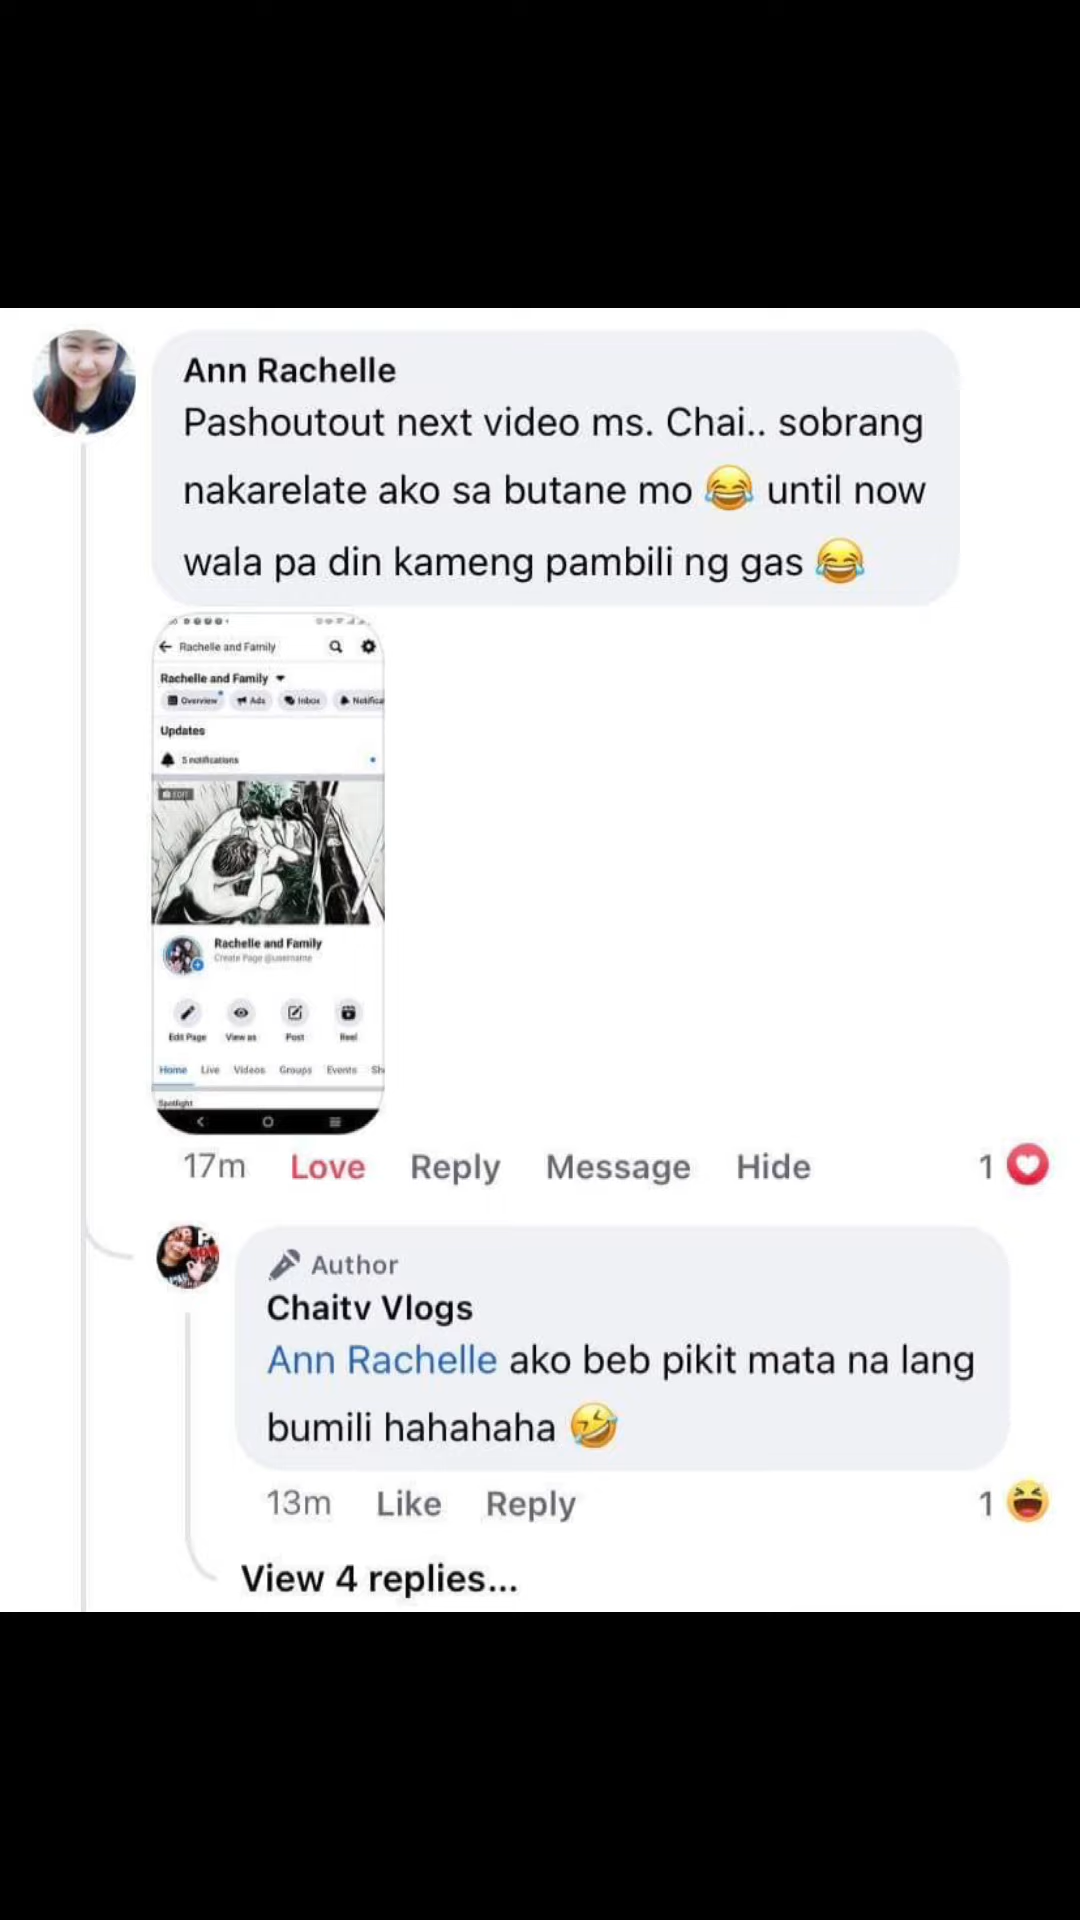 Ann Rachelle
Pashoutout next video ms. Chai.. sobrang
nakarelate ako sa butane mo 😂 until now
wala pa din kameng pambili ng gas 😂
Rachelle and Family
Rachelle and Family
Overview Ads Inbox Notifica
Updates
5 notifications
EDIT
Rachelle and Family
Create Page @username
Edit Page View as Post Reel
Home Live Videos Groups Events Sh
Spotlight
17m Love Reply Message Hide 1
Author
Chaitv Vlogs
Ann Rachelle ako beb pikit mata na lang
bumili hahahaha 🤣
13m Like Reply 1
View 4 replies...